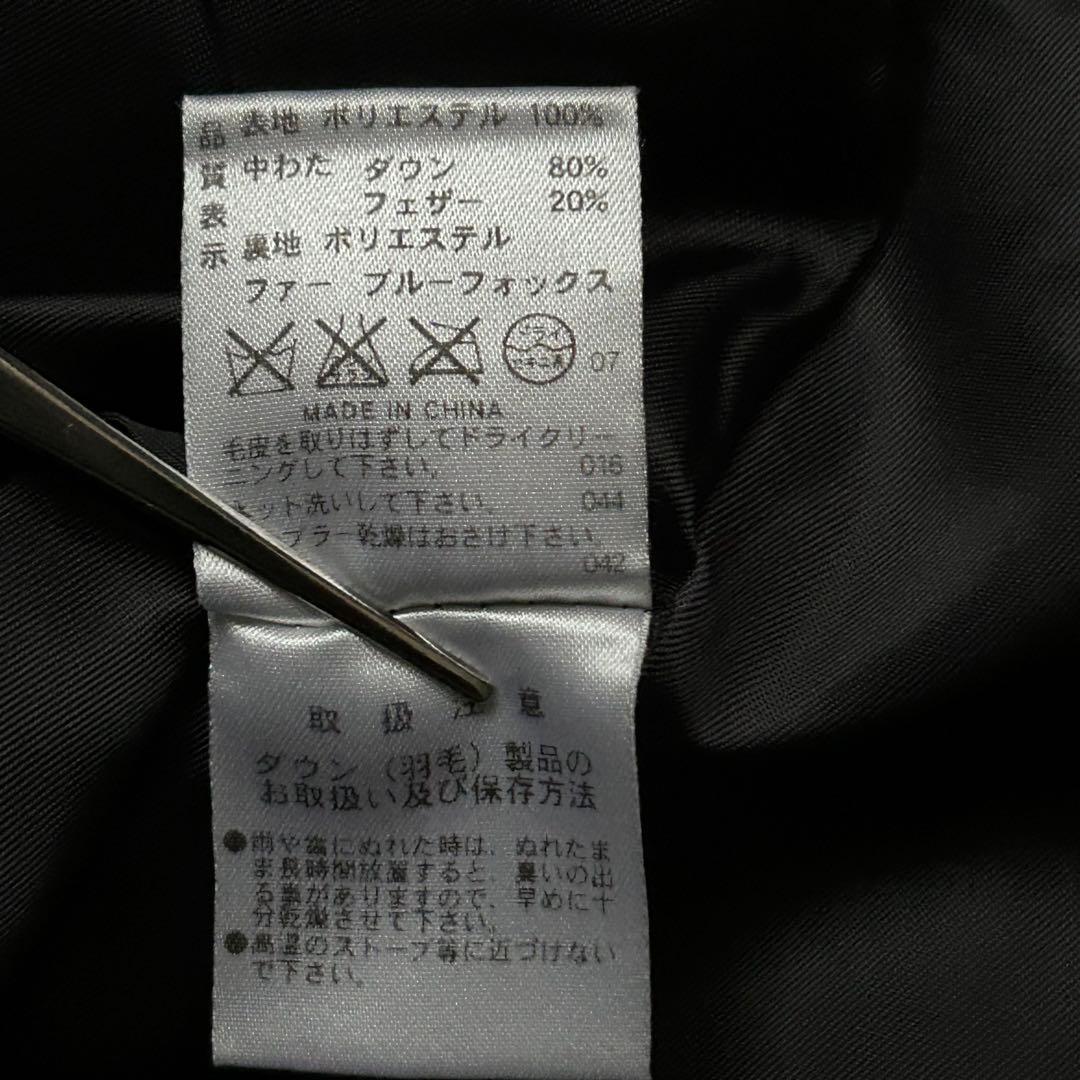 品質表示
表地 ポリエステル 100%
中わた ダウン 80%
フェザー 20%
裏地 ポリエステル
ファー ブルーフォックス
ドライ
07
MADE IN CHINA
毛皮を取りはずしてドライクリー
ニングして下さい。 016
ット洗いして下さい。 044
ブラー乾燥はおさけ下さい。
042
取扱注意
ダウン（羽毛）製品の
お取扱い及び保存方法
●雨や雪にぬれた時は、ぬれたま
ま長時間放置すると、臭いの出
る事がありますので、早めに十
分乾燥させて下さい。
●高温のストーブ等に近づけない
で下さい。